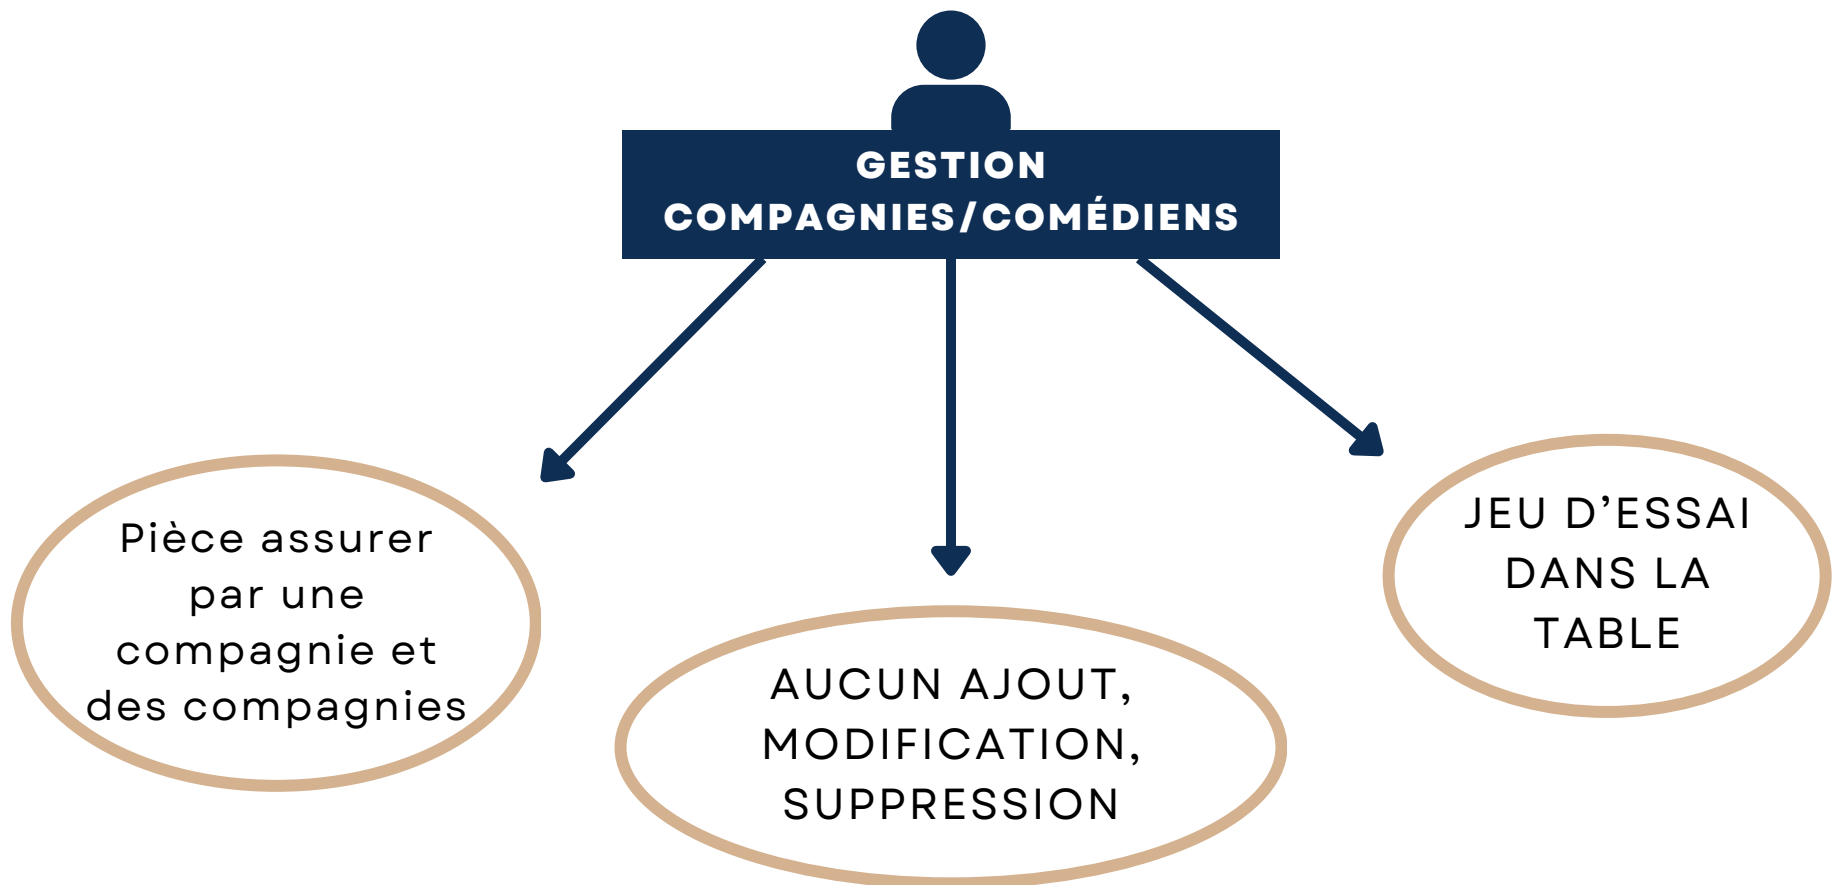 GESTION
COMPAGNIES/COMÉDIENS
Pièce assurer
par une
compagnie et
des compagnies
AUCUN AJOUT,
MODIFICATION,
SUPPRESSION
JEU D’ESSAI
DANS LA
TABLE